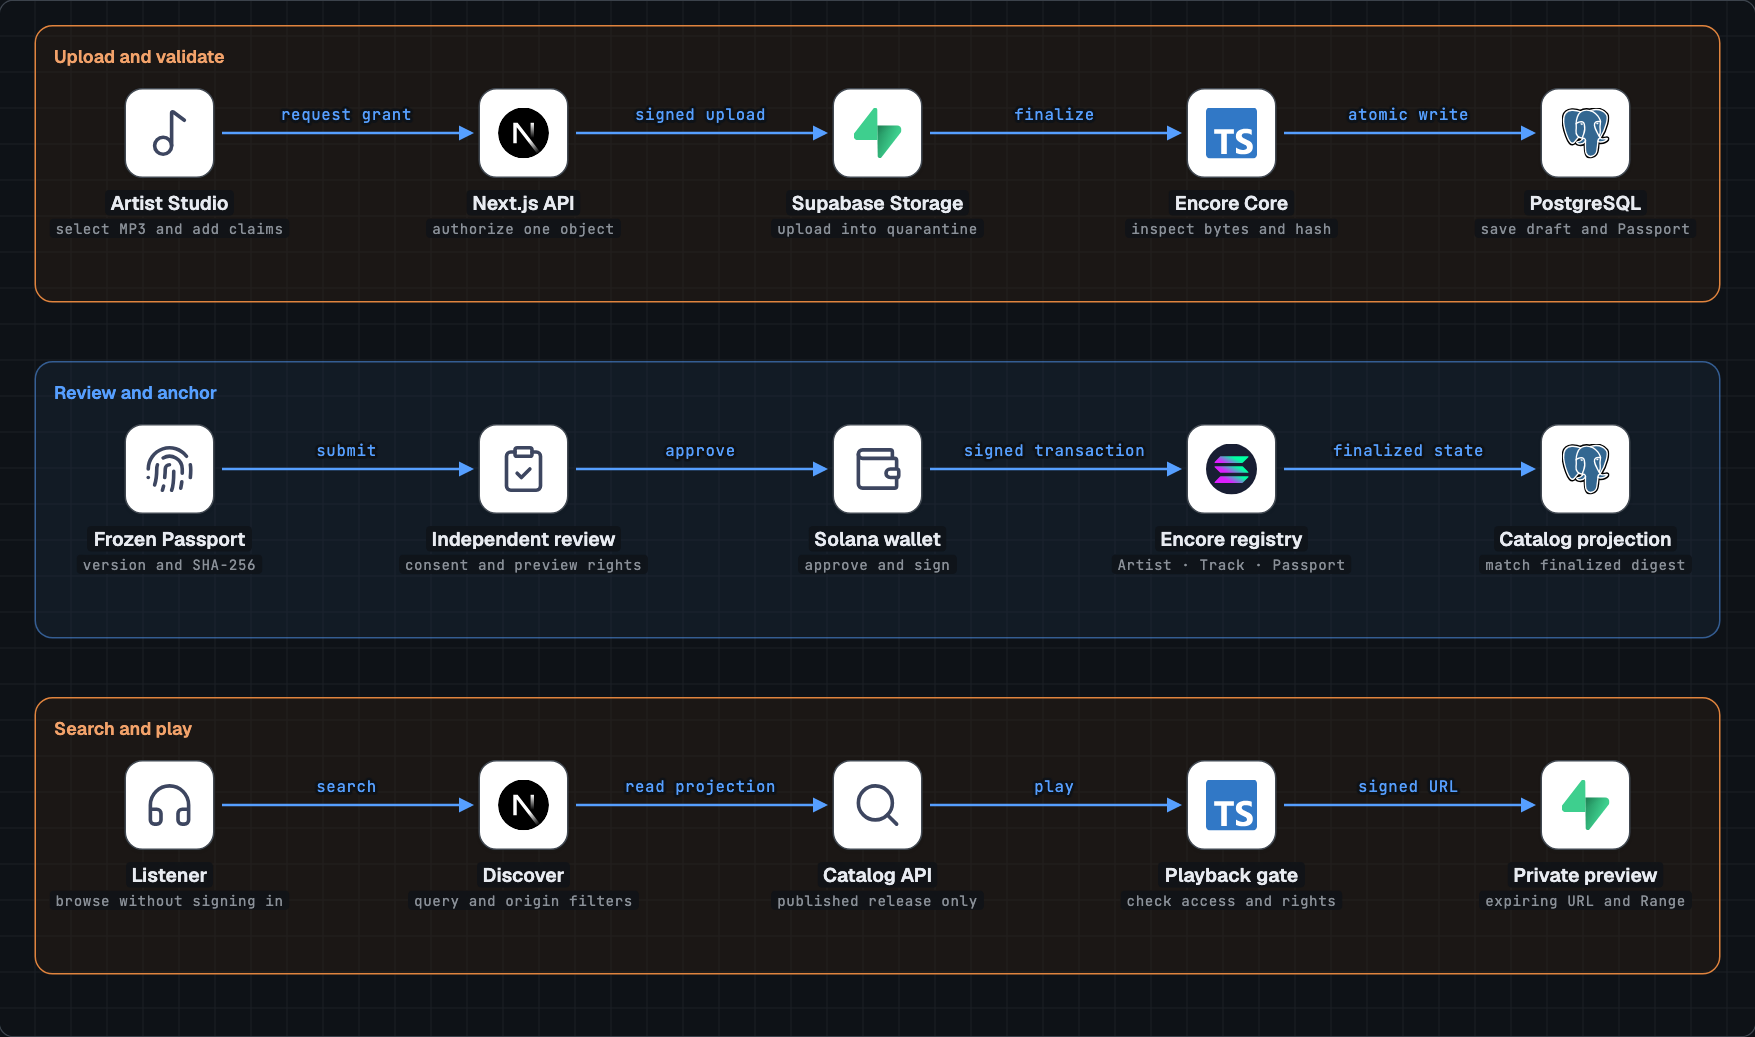 Upload and validate
request grant
signed upload
finalize
atomic write
N
TS
Artist Studio
Next.js API
Supabase Storage
Encore Core
PostgreSQL
select MP3 and add claims
authorize one object
upload into quarantine
inspect bytes and hash
save draft and Passport
Review and anchor
submit
approve
signed transaction
finalized state
Frozen Passport
Independent review
Solana wallet
Encore registry
Catalog projection
version and SHA-256
consent and preview rights
approve and sign
Artist · Track · Passport
match finalized digest
Search and play
search
read projection
play
signed URL
N
TS
Listener
Discover
Catalog API
Playback gate
Private preview
browse without signing in
query and origin filters
published release only
check access and rights
expiring URL and Range